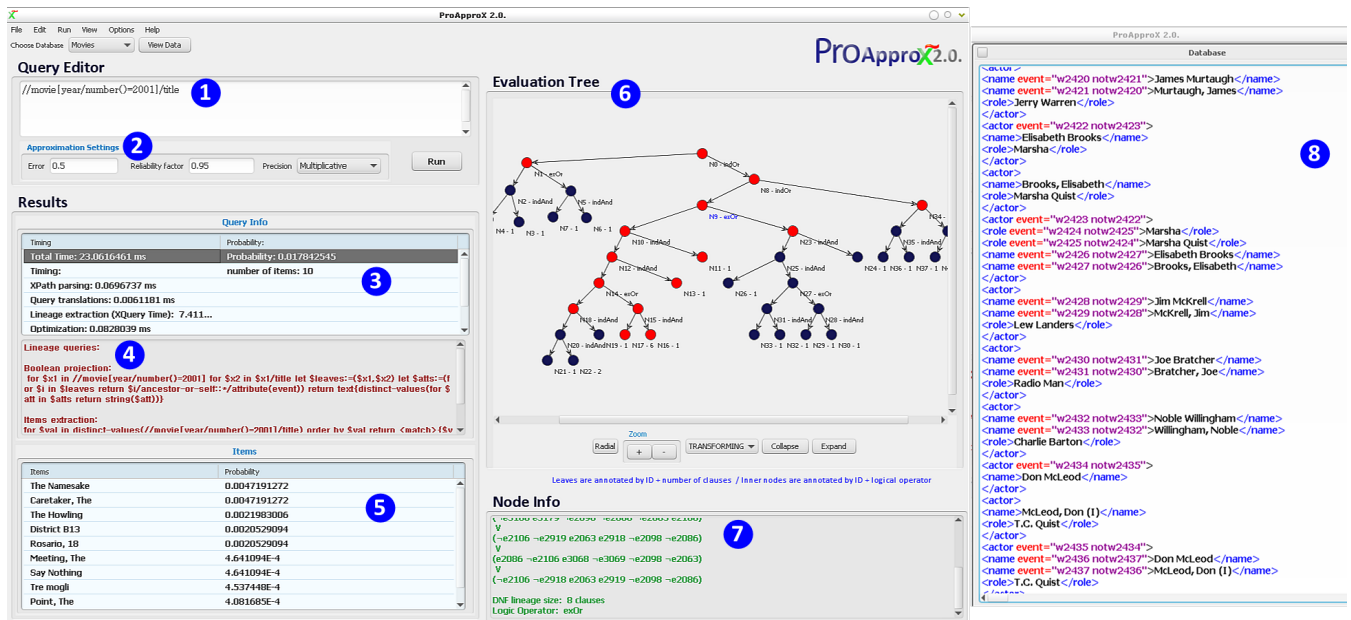 ProApproX 2.0.
File Edit Run View Options Help
Choose Database Movies View Data
ProApproX2.0.
Query Editor
//movie[year/number()=2001]/title
1
Approximation Settings
2
Error 0.5 Reliability factor 0.95 Precision Multiplicative
Run
Results
Query Info
Timing Probability:
Total Time: 23.0616461 ms Probability: 0.017842545
Timing: number of items: 10
XPath parsing: 0.0696737 ms
3
Query translations: 0.0061181 ms
Lineage extraction (XQuery Time): 7.411...
Optimization: 0.0828039 ms
Lineage queries:
4
Boolean projection:
for $x1 in //movie[year/number()=2001] for $x2 in $x1/title let $leaves:=($x1,$x2) let $atts:=(f
or $i in $leaves return $i/ancestor-or-self::*/attribute(event)) return text{distinct-values(for $
att in $atts return string($att))}
Items extraction:
for $val in distinct-values(//movie[year/number()=2001]/title) order by $val return <match>{$v
Items
Items Probability
The Namesake 0.0047191272
Caretaker, The 0.0047191272
The Howling 0.0021983006
5
District B13 0.0020529094
Rosario, 18 0.0020529094
Meeting, The 4.641094E-4
Say Nothing 4.641094E-4
Tre mogli 4.537448E-4
Point, The 4.081685E-4
Evaluation Tree
6
N0 - indOr
N1 - exOr
N8 - indOr
N2 - indAnd N5 - indAnd
N9 - exOr
N34 -
N4 - 1 N3 - 1 N7 - 1 N6 - 1
N10 - indAnd N23 - indAnd N35 - indAnd
N12 - indAnd N11 - 1 N25 - indAnd N24 - 1 N36 - 1 N37 - 1 N4
N14 - exOr N13 - 1 N26 - 1 N27 - exOr
N18 - indAnd N15 - indAnd N31 - indAnd N28 - indAnd
N20 - indAnd N19 - 1 N17 - 6 N16 - 1 N33 - 1 N32 - 1 N29 - 1 N30 - 1
N21 - 1 N22 - 2
Zoom
Radial + - TRANSFORMING Collapse Expand
Leaves are annotated by ID + number of clauses / Inner nodes are annotated by ID + logical operator
Node Info
7
V
(¬e2106 ¬e2919 e2063 e2918 ¬e2098 ¬e2086)
V
(e2086 ¬e2106 e3068 ¬e3069 ¬e2098 ¬e2063)
V
(¬e2106 ¬e2918 e2063 e2919 ¬e2098 ¬e2086)
DNF lineage size: 8 clauses
Logic Operator: exOr
ProApproX 2.0.
Database
<actor>
<name event="w2420 notw2421">James Murtaugh</name>
<name event="w2421 notw2420">Murtaugh, James</name>
<role>Jerry Warren</role>
</actor>
<actor event="w2422 notw2423">
<name>Elisabeth Brooks</name>
<role>Marsha</role>
8
</actor>
<actor>
<name>Brooks, Elisabeth</name>
<role>Marsha Quist</role>
</actor>
<actor event="w2423 notw2422">
<role event="w2424 notw2425">Marsha</role>
<role event="w2425 notw2424">Marsha Quist</role>
<name event="w2426 notw2427">Elisabeth Brooks</name>
<name event="w2427 notw2426">Brooks, Elisabeth</name>
</actor>
<actor>
<name event="w2428 notw2429">Jim McKrell</name>
<name event="w2429 notw2428">McKrell, Jim</name>
<role>Lew Landers</role>
</actor>
<actor>
<name event="w2430 notw2431">Joe Bratcher</name>
<name event="w2431 notw2430">Bratcher, Joe</name>
<role>Radio Man</role>
</actor>
<actor>
<name event="w2432 notw2433">Noble Willingham</name>
<name event="w2433 notw2432">Willingham, Noble</name>
<role>Charlie Barton</role>
</actor>
<actor event="w2434 notw2435">
<name>Don McLeod</name>
</actor>
<actor>
<name>McLeod, Don (I)</name>
<role>T.C. Quist</role>
</actor>
<actor event="w2435 notw2434">
<name event="w2436 notw2437">Don McLeod</name>
<name event="w2437 notw2436">McLeod, Don (I)</name>
<role>T.C. Quist</role>
</actor>